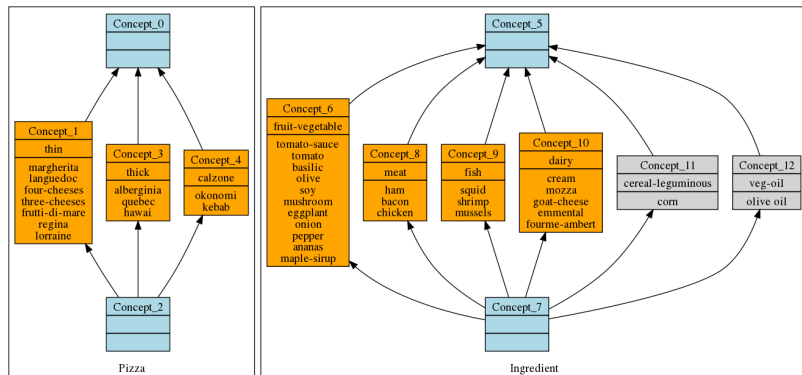 Concept_0
Concept_1
thin
margherita
languedoc
four-cheeses
three-cheeses
frutti-di-mare
regina
lorraine
Concept_3
thick
alberginia
quebec
hawai
Concept_4
calzone
okonomi
kebab
Concept_2
Pizza
Concept_5
Concept_6
fruit-vegetable
tomato-sauce
tomato
basilic
olive
soy
mushroom
eggplant
onion
pepper
ananas
maple-sirup
Concept_8
meat
ham
bacon
chicken
Concept_9
fish
squid
shrimp
mussels
Concept_10
dairy
cream
mozza
goat-cheese
emmental
fourme-ambert
Concept_11
cereal-leguminous
corn
Concept_12
veg-oil
olive oil
Concept_7
Ingredient